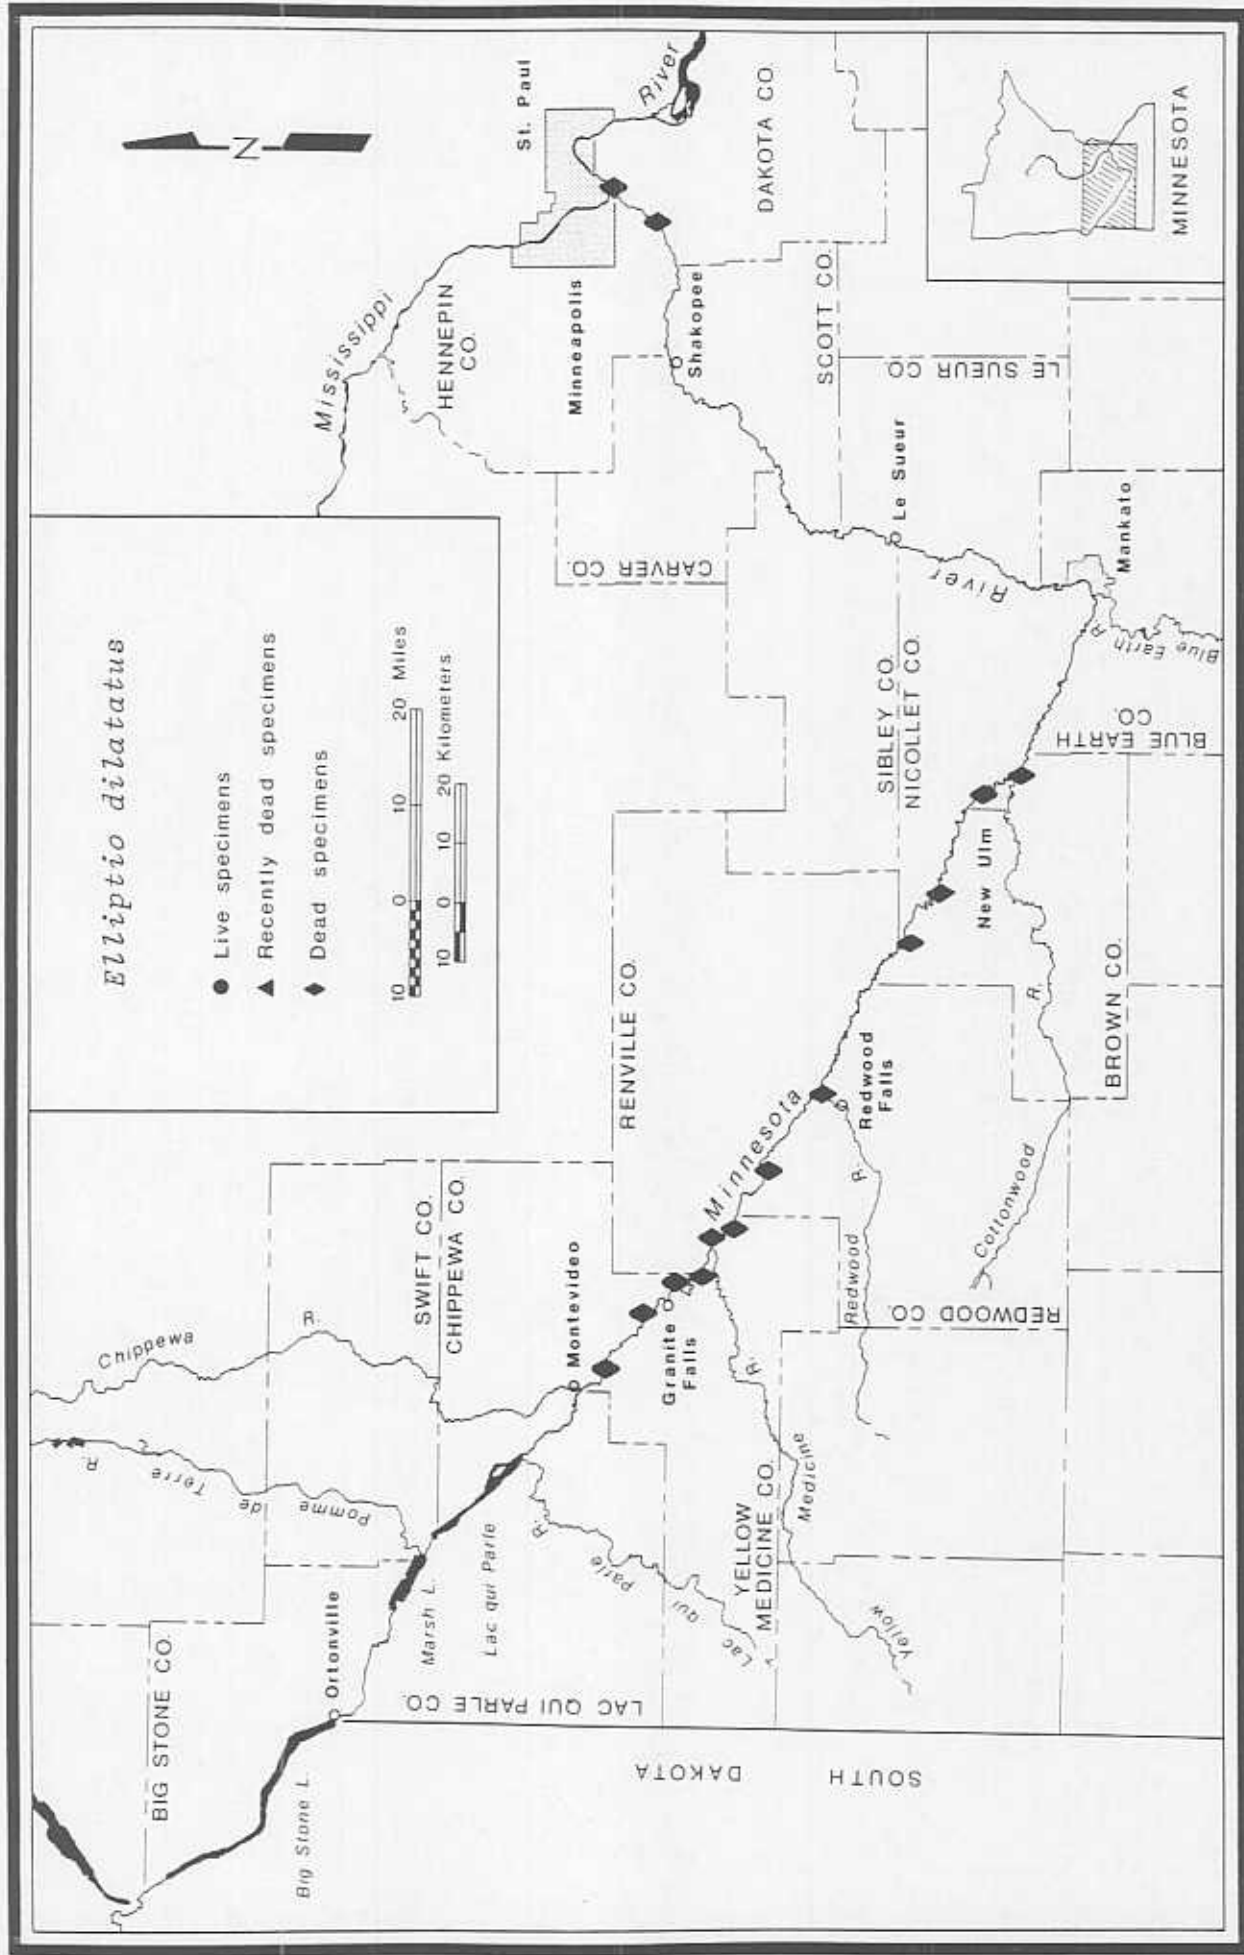 Elliptio dilatatus
Live specimens
Recently dead specimens
Dead specimens
10 0 10 20 Miles
10 0 10 20 Kilometers
N
St. Paul
River
Mississippi
HENNEPIN
CO.
Minneapolis
DAKOTA CO.
Shakopee
SCOTT CO.
LE SUEUR CO.
Le Sueur
CARVER CO.
River
Mankato
Blue Earth R.
BLUE EARTH
CO.
SIBLEY CO.
NICOLLET CO.
New Ulm
BROWN CO.
Cottonwood R.
RENVILLE CO.
Minnesota
Redwood
Falls
Redwood R.
REDWOOD CO.
SWIFT CO.
CHIPPEWA CO.
Chippewa R.
Pomme de Terre R.
Montevideo
Granite
Falls
YELLOW
MEDICINE CO.
Yellow Medicine R.
Lac qui Parle R.
Lac qui Parle
Marsh L.
Ortonville
BIG STONE CO.
Big Stone L.
LAC QUI PARLE CO.
SOUTH
DAKOTA
MINNESOTA